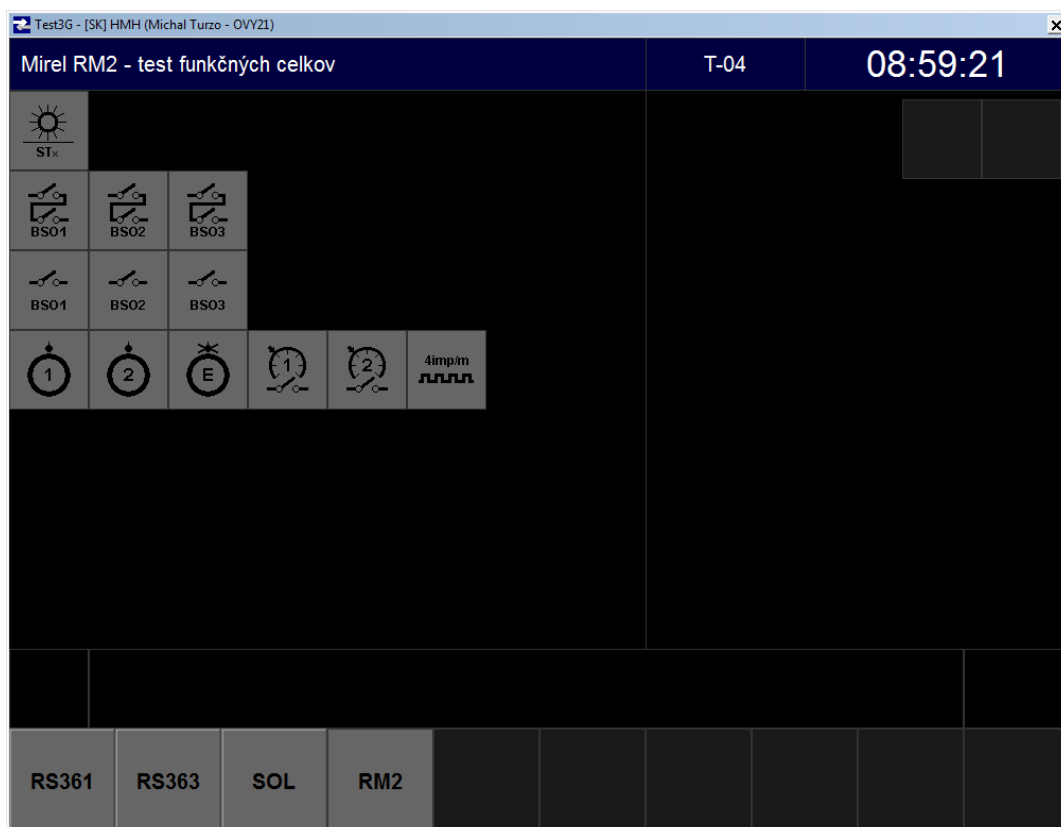 Test3G - [SK] HMH (Michal Turzo - OVY21)
Mirel RM2 - test funkčných celkov
T-04
08:59:21
STx
BSO1 BSO2 BSO3
BSO1 BSO2 BSO3
1 2 E 1 2 4imp/m
RS361 RS363 SOL RM2